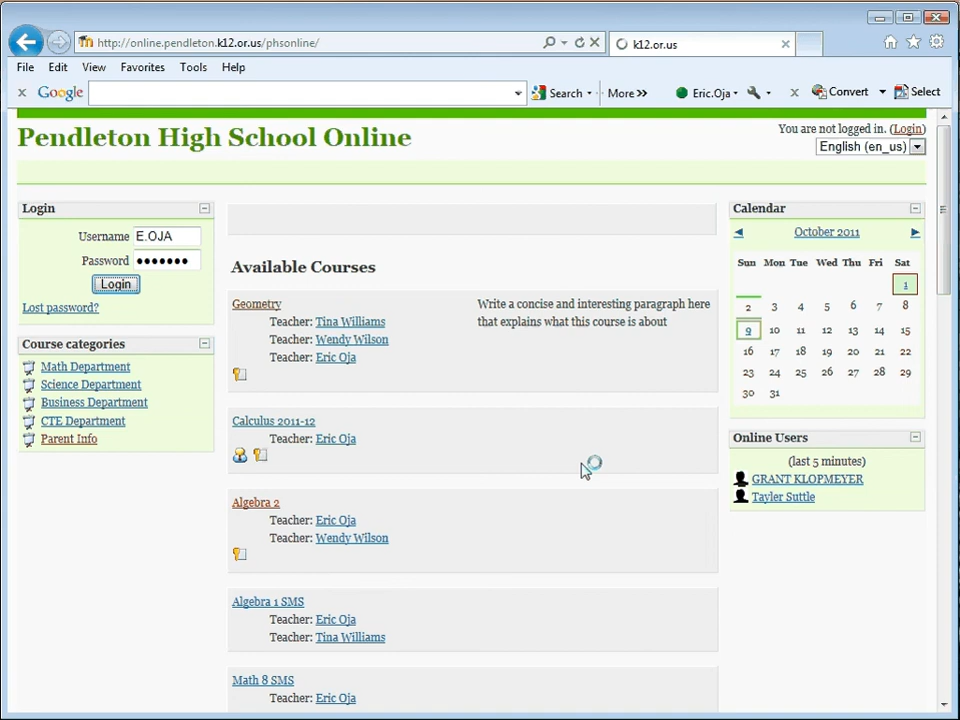 http://online.pendleton.k12.or.us/phsonline/
k12.or.us
File Edit View Favorites Tools Help
x Google Search More» Eric.Oja x Convert Select
Pendleton High School Online
You are not logged in. (Login)
English (en_us)
Login
Username E.OJA
Password •••••••
Login
Lost password?
Course categories
Math Department
Science Department
Business Department
CTE Department
Parent Info
Available Courses
Geometry
Teacher: Tina Williams
Teacher: Wendy Wilson
Teacher: Eric Oja
Write a concise and interesting paragraph here
that explains what this course is about
Calculus 2011-12
Teacher: Eric Oja
Algebra 2
Teacher: Eric Oja
Teacher: Wendy Wilson
Algebra 1 SMS
Teacher: Eric Oja
Teacher: Tina Williams
Math 8 SMS
Teacher: Eric Oja
Calendar
◄ October 2011 ►
Sun Mon Tue Wed Thu Fri Sat
1
2 3 4 5 6 7 8
9 10 11 12 13 14 15
16 17 18 19 20 21 22
23 24 25 26 27 28 29
30 31
Online Users
(last 5 minutes)
GRANT KLOPMEYER
Tayler Suttle